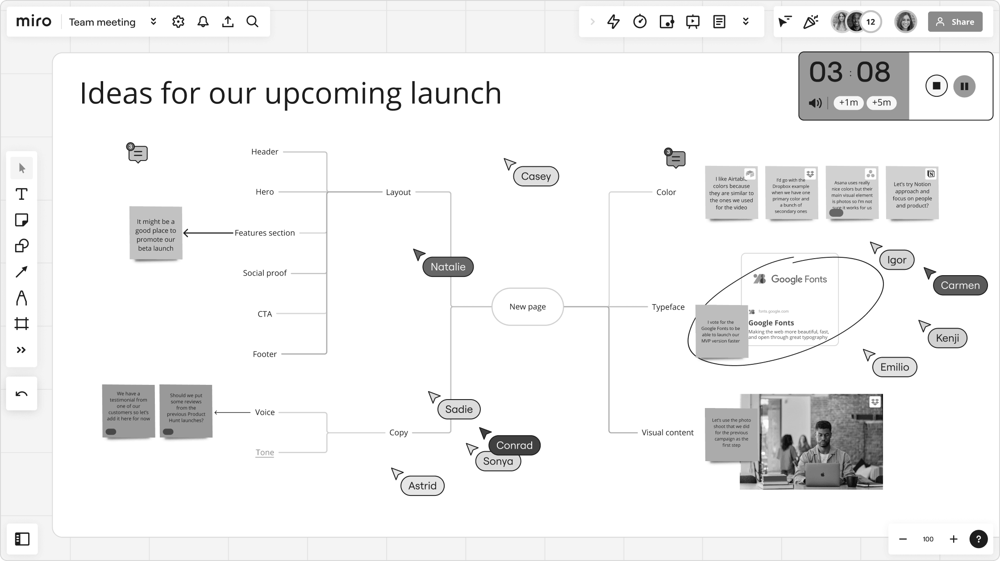 miro
Team meeting
12
Share
03 : 08
+1m
+5m
Ideas for our upcoming launch
3
Header
Hero
Features section
Social proof
CTA
Footer
Layout
It might be a
good place to
promote our
beta launch
We have a
testimonial from
one of our
customers so let's
add it here for now
Should we put
some reviews
from the
previous Product
Hunt launches?
Voice
Tone
Copy
New page
Casey
Natalie
Sadie
Conrad
Sonya
Astrid
3
Color
I like Airtable
colors because
they are similar to
the ones we used
for the video
I'd go with the
Dropbox example
when we have one
primary color and
a bunch of
secondary ones
Asana uses really
nice colors but their
main visual element
is photos so I'm not
sure it works for us
N
Let's try Notion
approach and
focus on people
and product?
Igor
Carmen
Kenji
Emilio
Typeface
Google Fonts
fonts.google.com
Google Fonts
Making the web more beautiful, fast,
and open through great typography
I vote for the
Google Fonts to be
able to launch our
MVP version faster
Visual content
Let's use the photo
shoot that we did
for the previous
campaign as the
first step
100
?